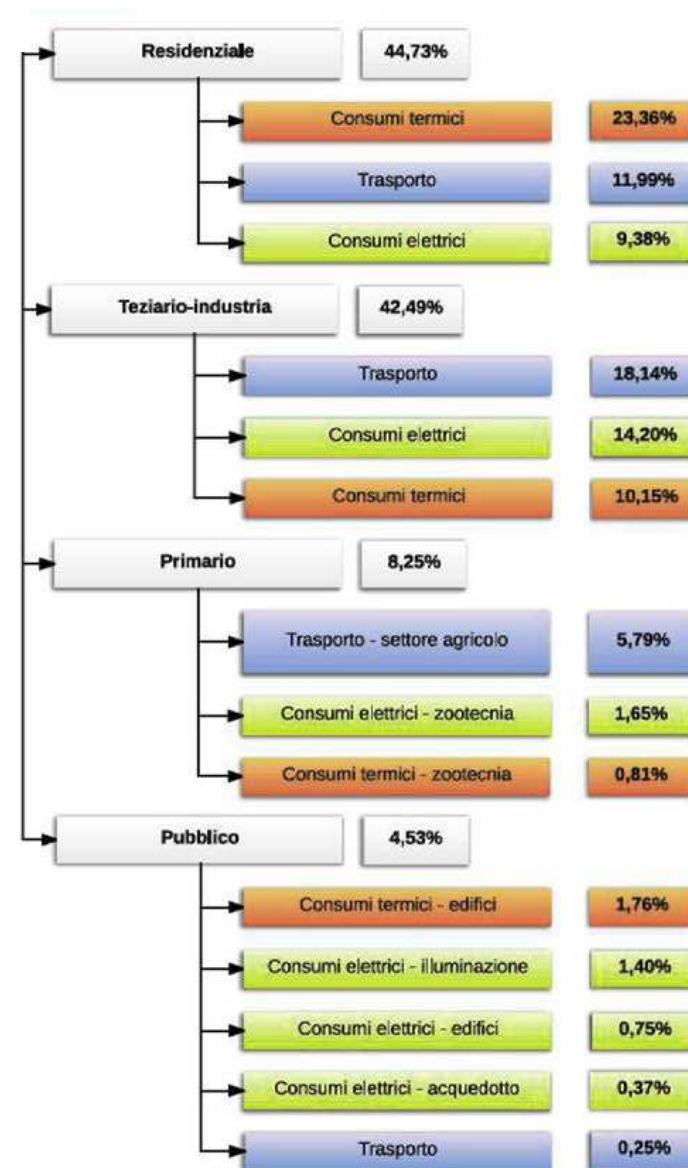 Residenziale 44,73%
Consumi termici 23,36%
Trasporto 11,99%
Consumi elettrici 9,38%
Teziario-industria 42,49%
Trasporto 18,14%
Consumi elettrici 14,20%
Consumi termici 10,15%
Primario 8,25%
Trasporto - settore agricolo 5,79%
Consumi elettrici - zootecnia 1,65%
Consumi termici - zootecnia 0,81%
Pubblico 4,53%
Consumi termici - edifici 1,76%
Consumi elettrici - illuminazione 1,40%
Consumi elettrici - edifici 0,75%
Consumi elettrici - acquedotto 0,37%
Trasporto 0,25%